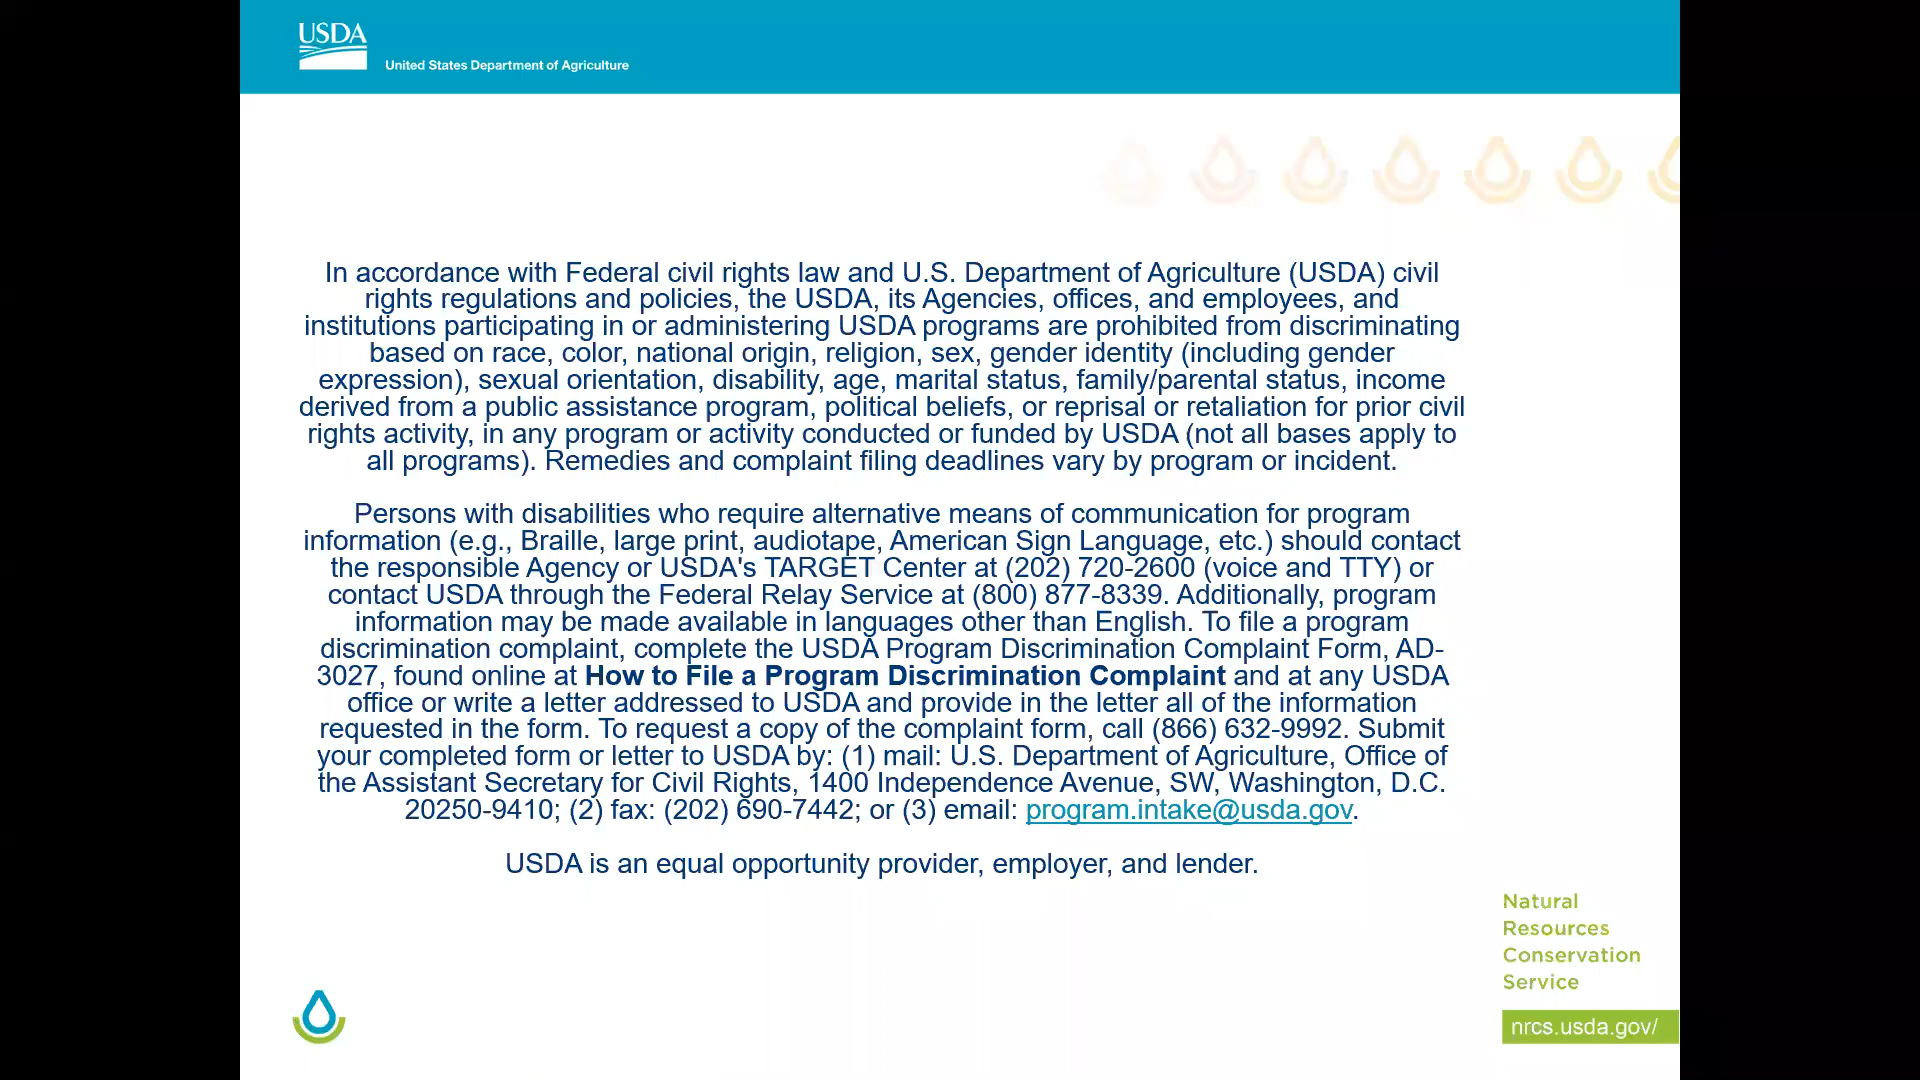 USDA
United States Department of Agriculture
In accordance with Federal civil rights law and U.S. Department of Agriculture (USDA) civil
rights regulations and policies, the USDA, its Agencies, offices, and employees, and
institutions participating in or administering USDA programs are prohibited from discriminating
based on race, color, national origin, religion, sex, gender identity (including gender
expression), sexual orientation, disability, age, marital status, family/parental status, income
derived from a public assistance program, political beliefs, or reprisal or retaliation for prior civil
rights activity, in any program or activity conducted or funded by USDA (not all bases apply to
all programs). Remedies and complaint filing deadlines vary by program or incident.
Persons with disabilities who require alternative means of communication for program
information (e.g., Braille, large print, audiotape, American Sign Language, etc.) should contact
the responsible Agency or USDA's TARGET Center at (202) 720-2600 (voice and TTY) or
contact USDA through the Federal Relay Service at (800) 877-8339. Additionally, program
information may be made available in languages other than English. To file a program
discrimination complaint, complete the USDA Program Discrimination Complaint Form, AD-
3027, found online at How to File a Program Discrimination Complaint and at any USDA
office or write a letter addressed to USDA and provide in the letter all of the information
requested in the form. To request a copy of the complaint form, call (866) 632-9992. Submit
your completed form or letter to USDA by: (1) mail: U.S. Department of Agriculture, Office of
the Assistant Secretary for Civil Rights, 1400 Independence Avenue, SW, Washington, D.C.
20250-9410; (2) fax: (202) 690-7442; or (3) email: program.intake@usda.gov.
USDA is an equal opportunity provider, employer, and lender.
Natural
Resources
Conservation
Service
nrcs.usda.gov/